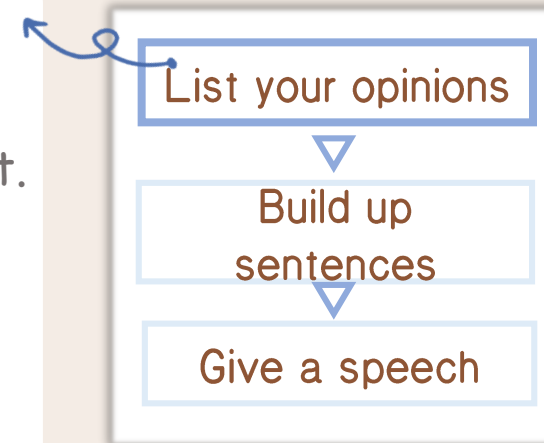 List your opinions
t.
Build up
sentences
Give a speech